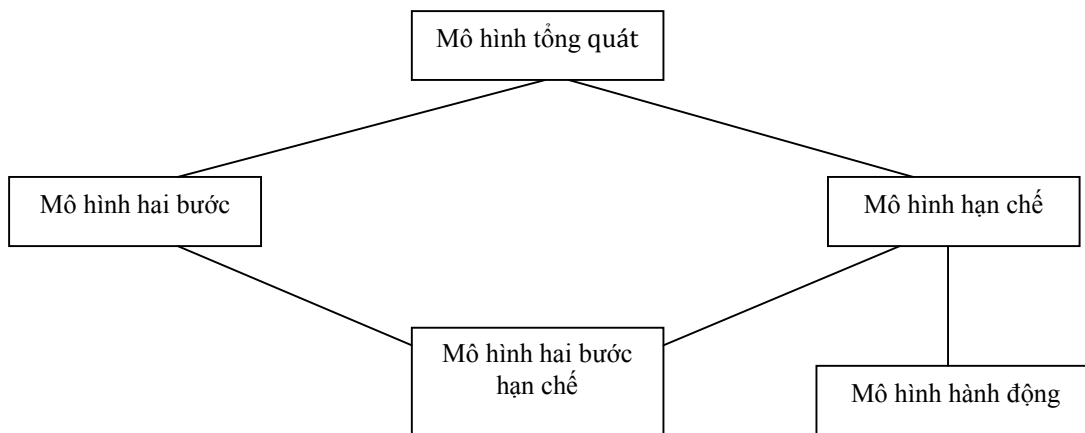 Mô hình tổng quát
Mô hình hai bước
Mô hình hạn chế
Mô hình hai bước
hạn chế
Mô hình hành động